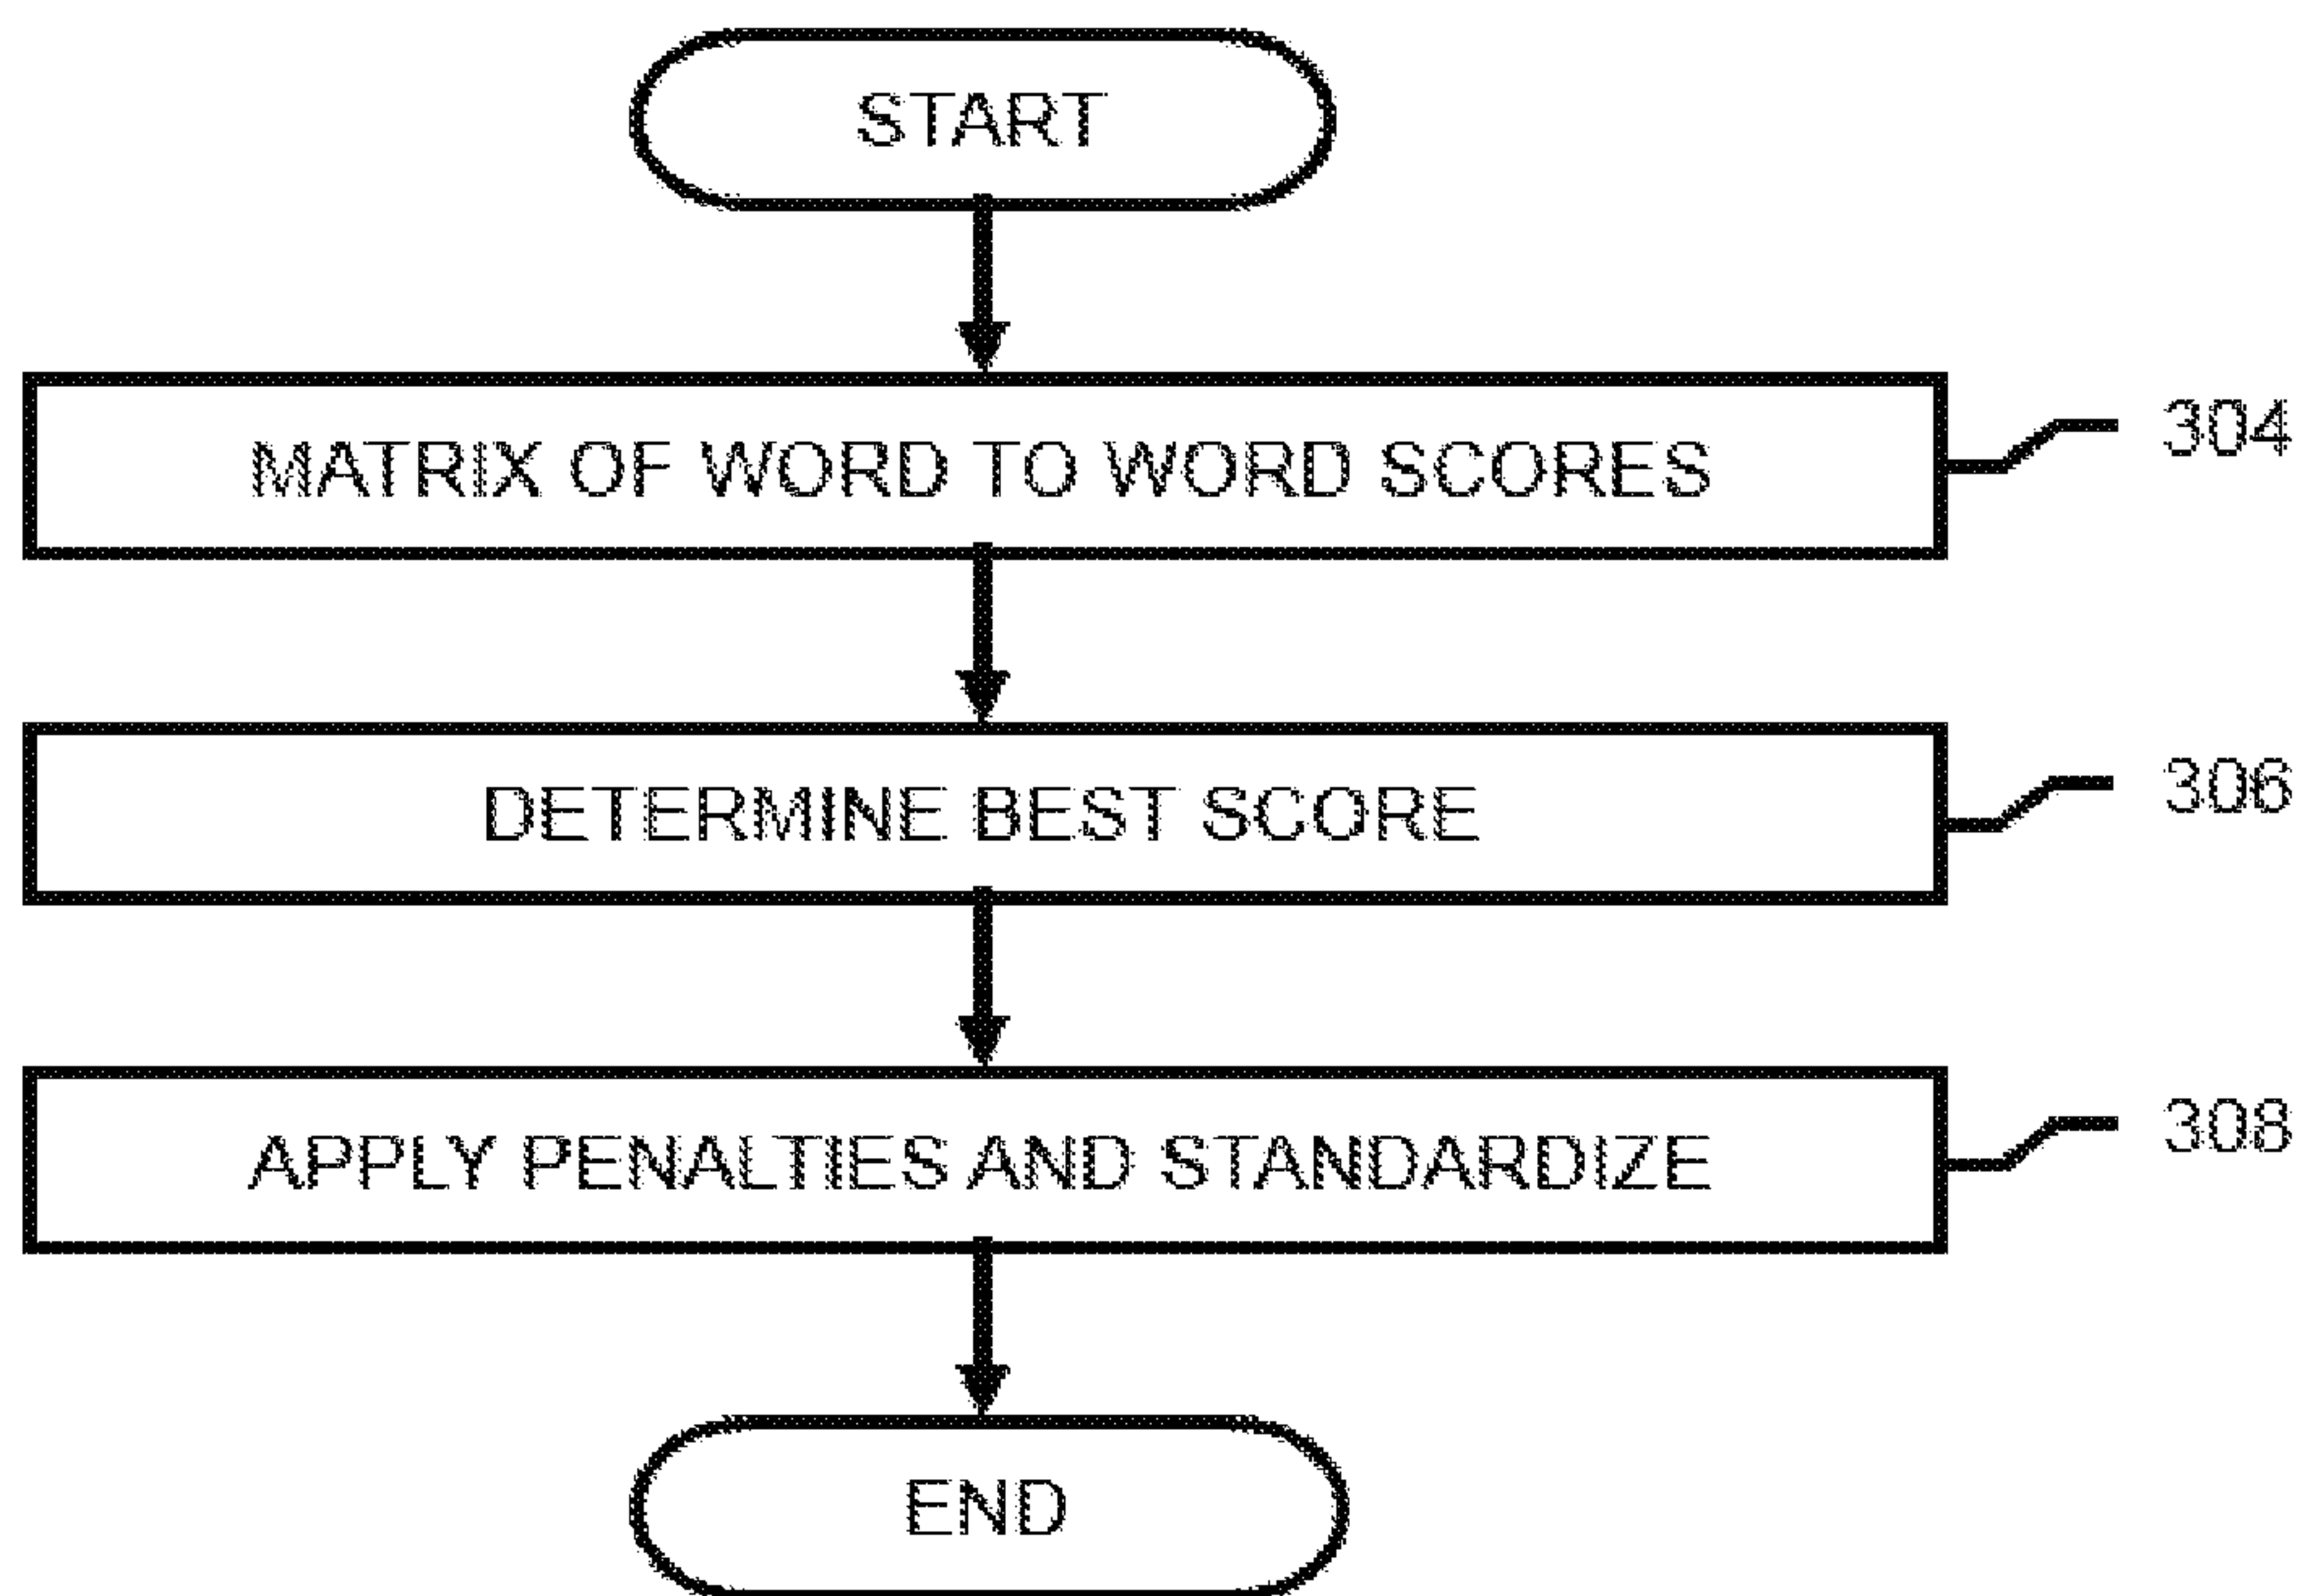 START
MATRIX OF WORD TO WORD SCORES
304
DETERMINE BEST SCORE
306
APPLY PENALTIES AND STANDARDIZE
308
END